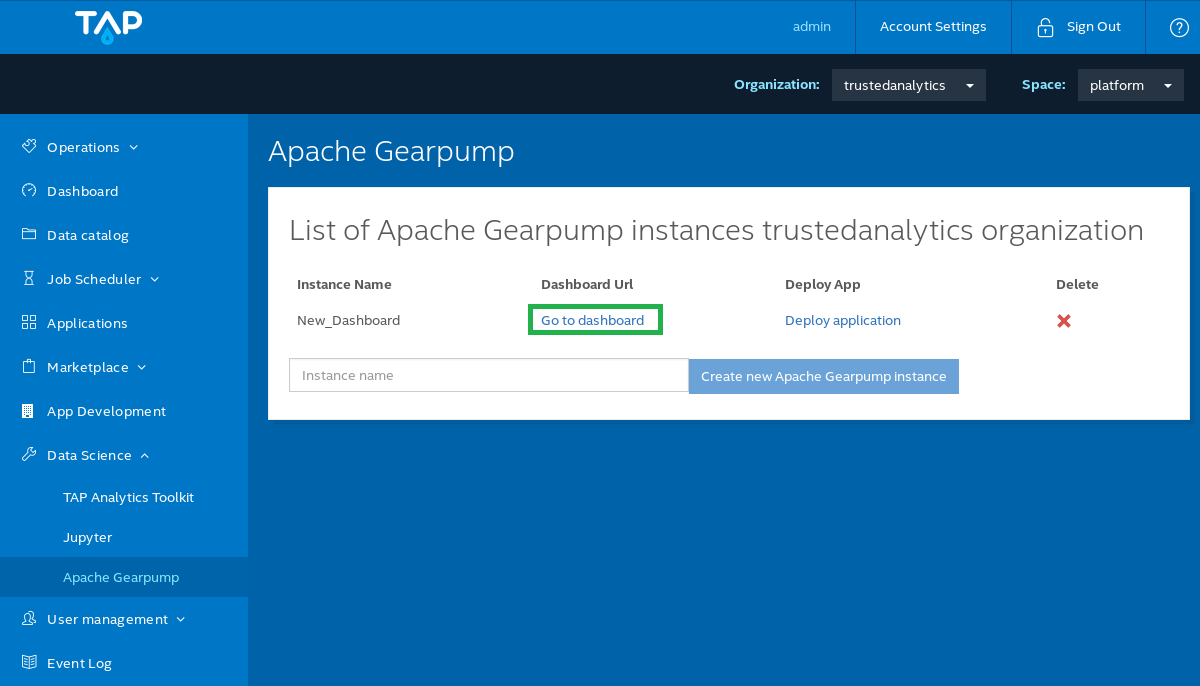 TAP
admin
Account Settings
Sign Out
?
Organization:
trustedanalytics
Space:
platform
Operations
Dashboard
Data catalog
Job Scheduler
Applications
Marketplace
App Development
Data Science
TAP Analytics Toolkit
Jupyter
Apache Gearpump
User management
Event Log
Apache Gearpump
List of Apache Gearpump instances trustedanalytics organization
Instance Name Dashboard Url Deploy App Delete
New_Dashboard Go to dashboard Deploy application
Instance name Create new Apache Gearpump instance